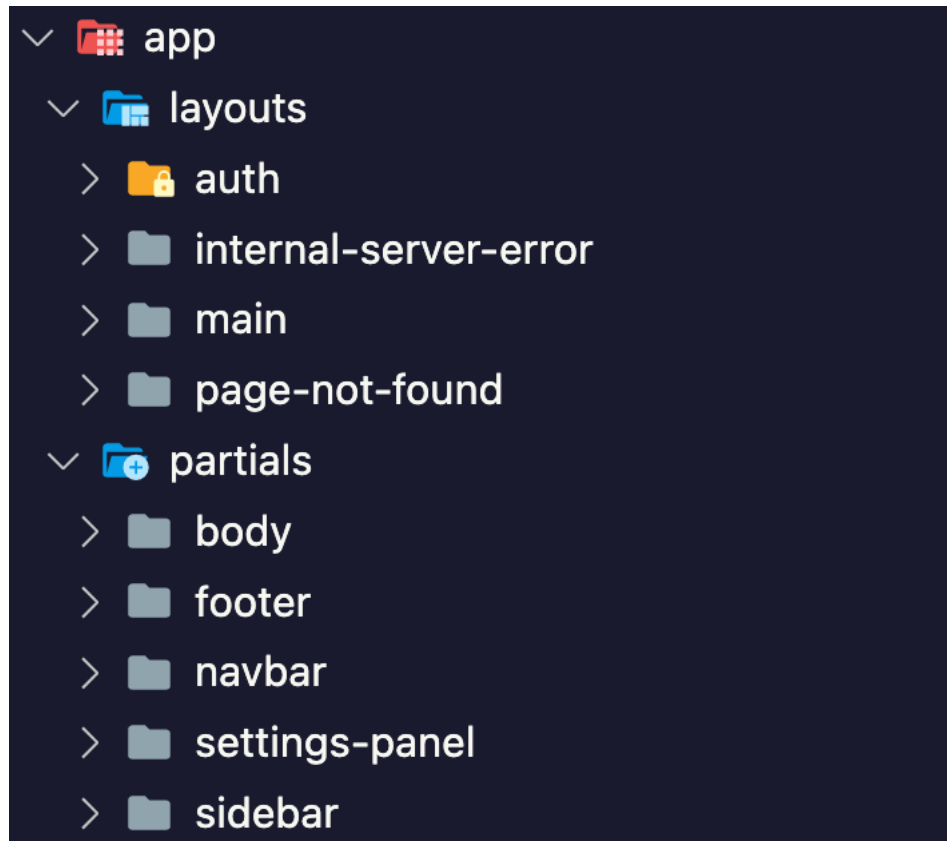 app
layouts
auth
internal-server-error
main
page-not-found
partials
body
footer
navbar
settings-panel
sidebar